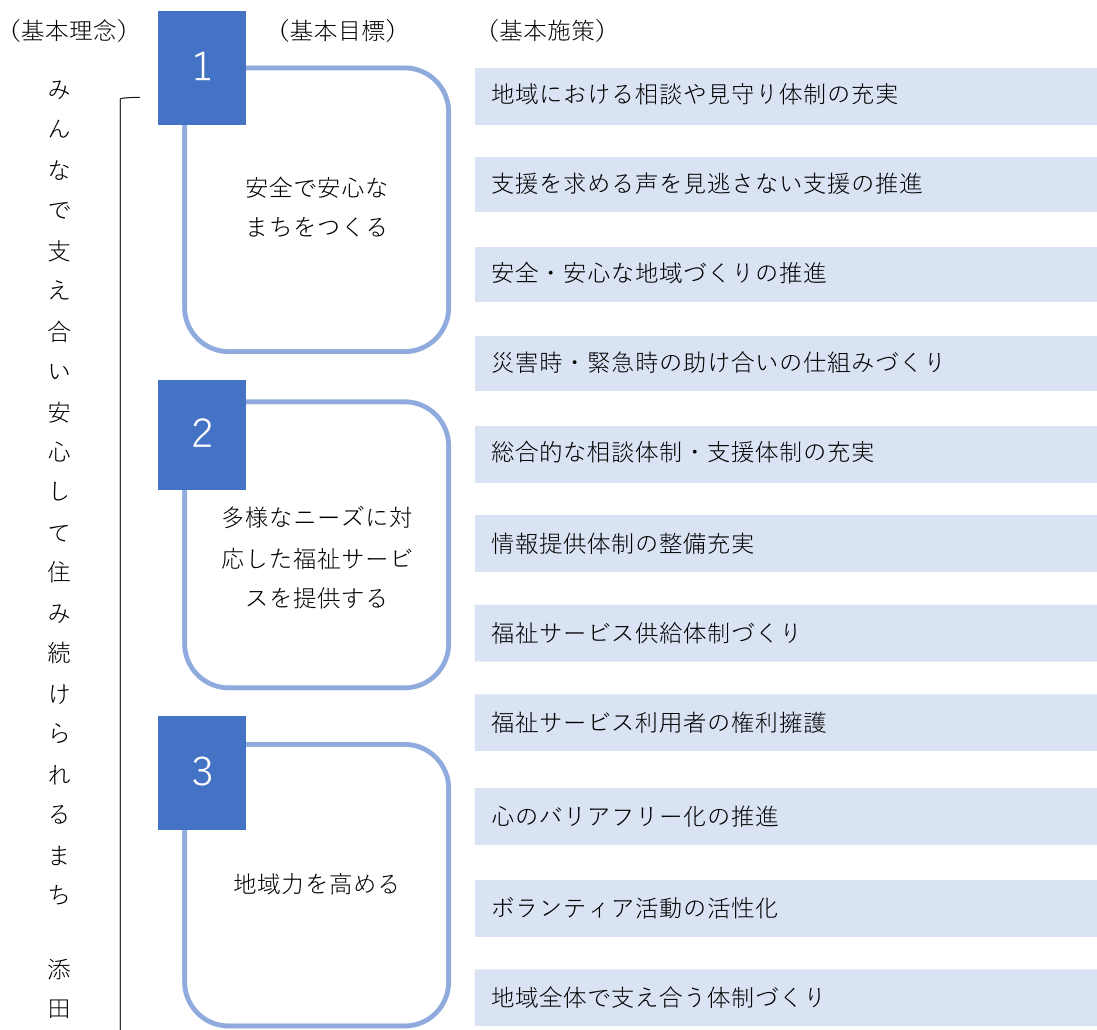 （基本理念）
（基本目標）
（基本施策）
みんなで支え合い安心して住み続けられるまち　添田
1
安全で安心な
まちをつくる
地域における相談や見守り体制の充実
支援を求める声を見逃さない支援の推進
安全・安心な地域づくりの推進
災害時・緊急時の助け合いの仕組みづくり
2
多様なニーズに対
応した福祉サービ
スを提供する
総合的な相談体制・支援体制の充実
情報提供体制の整備充実
福祉サービス供給体制づくり
福祉サービス利用者の権利擁護
3
地域力を高める
心のバリアフリー化の推進
ボランティア活動の活性化
地域全体で支え合う体制づくり